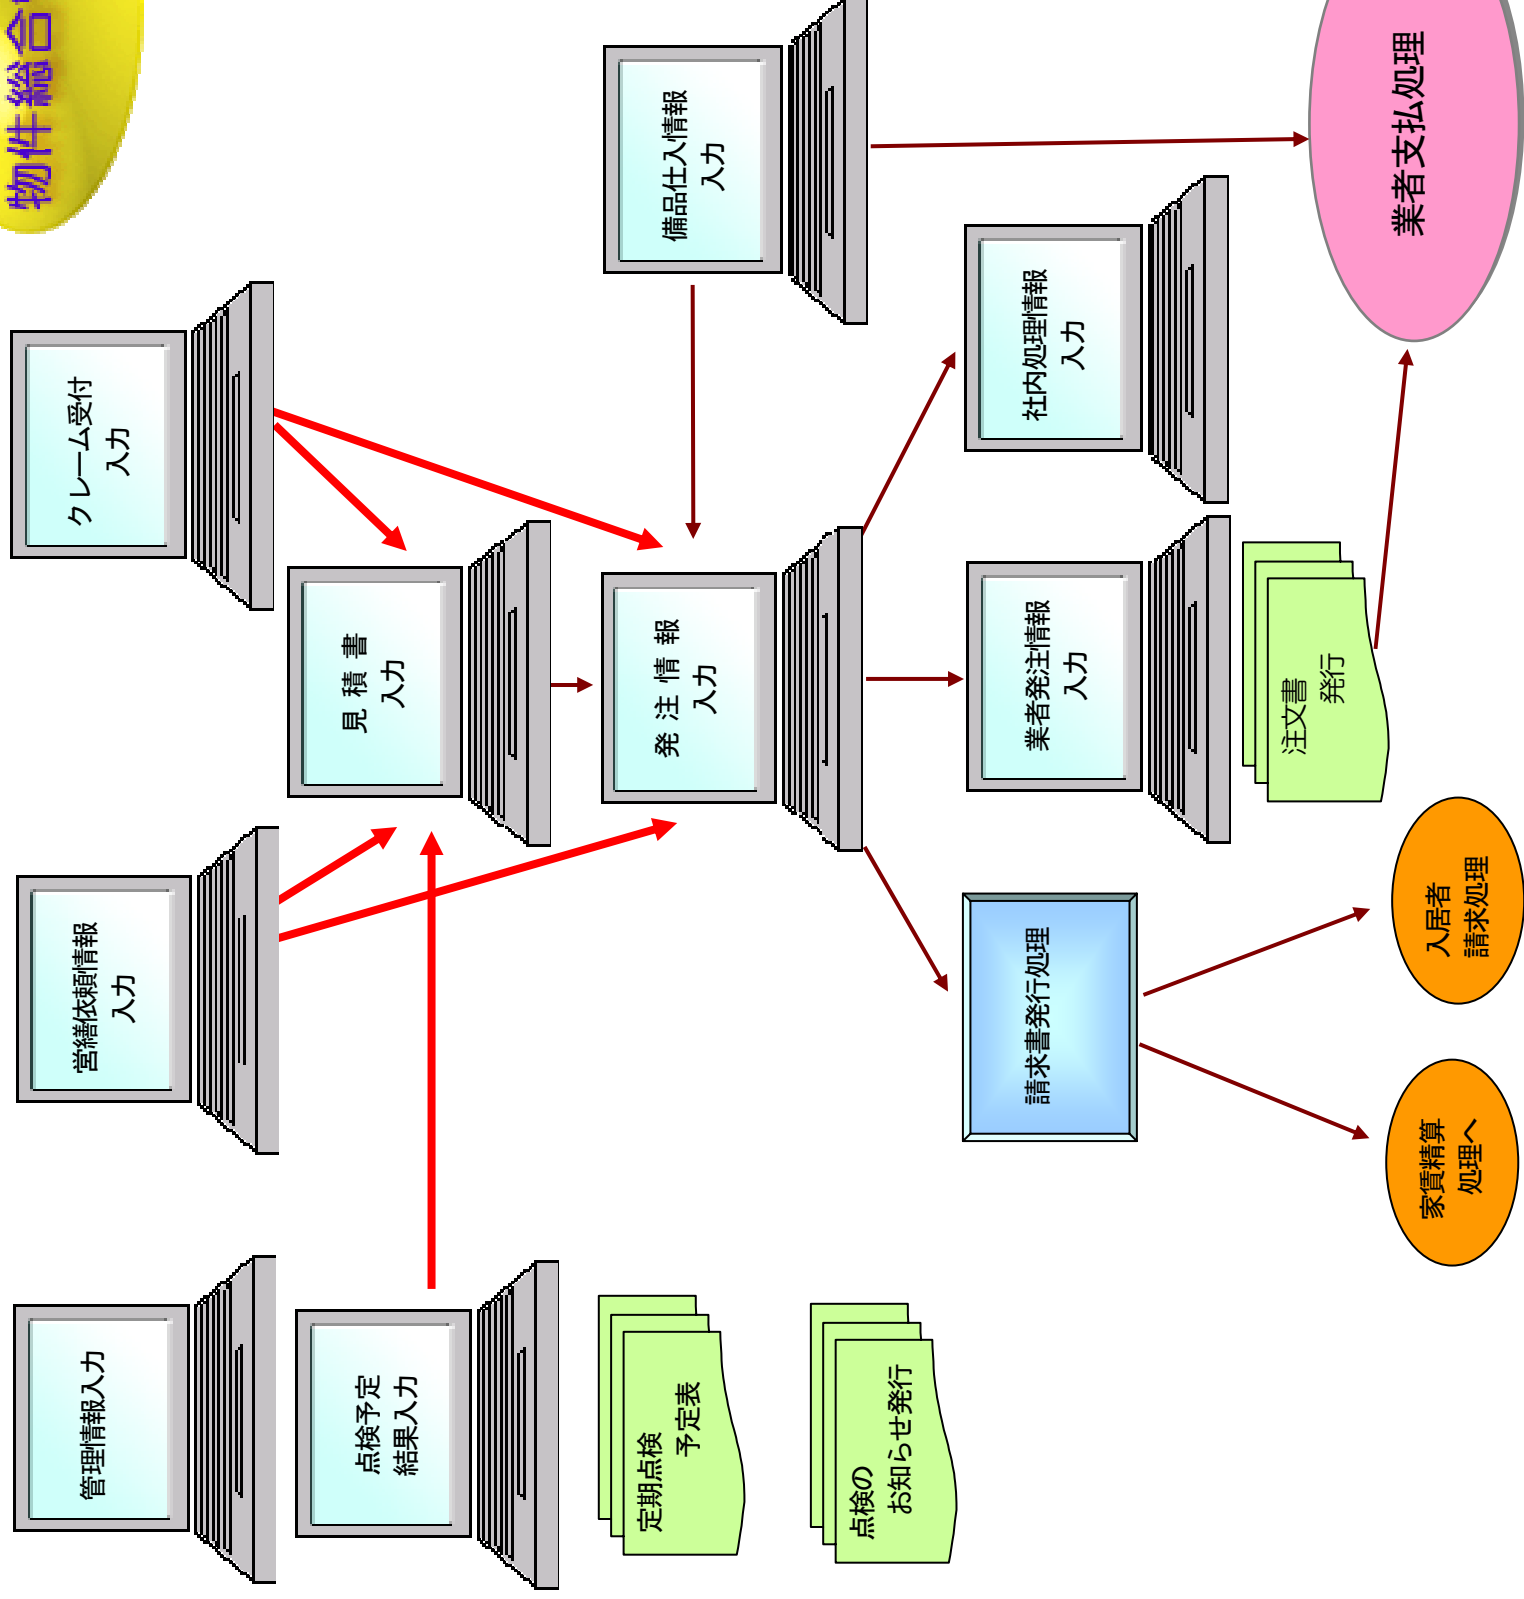 物件総合
管理情報入力
営繕依頼情報
入力
クレーム受付
入力
点検予定
結果入力
見積書
入力
定期点検
予定表
発注情報
入力
備品仕入情報
入力
点検の
お知らせ発行
請求書発行処理
業者発注情報
入力
社内処理情報
入力
注文書
発行
家賃精算
処理へ
入居者
請求処理
業者支払処理